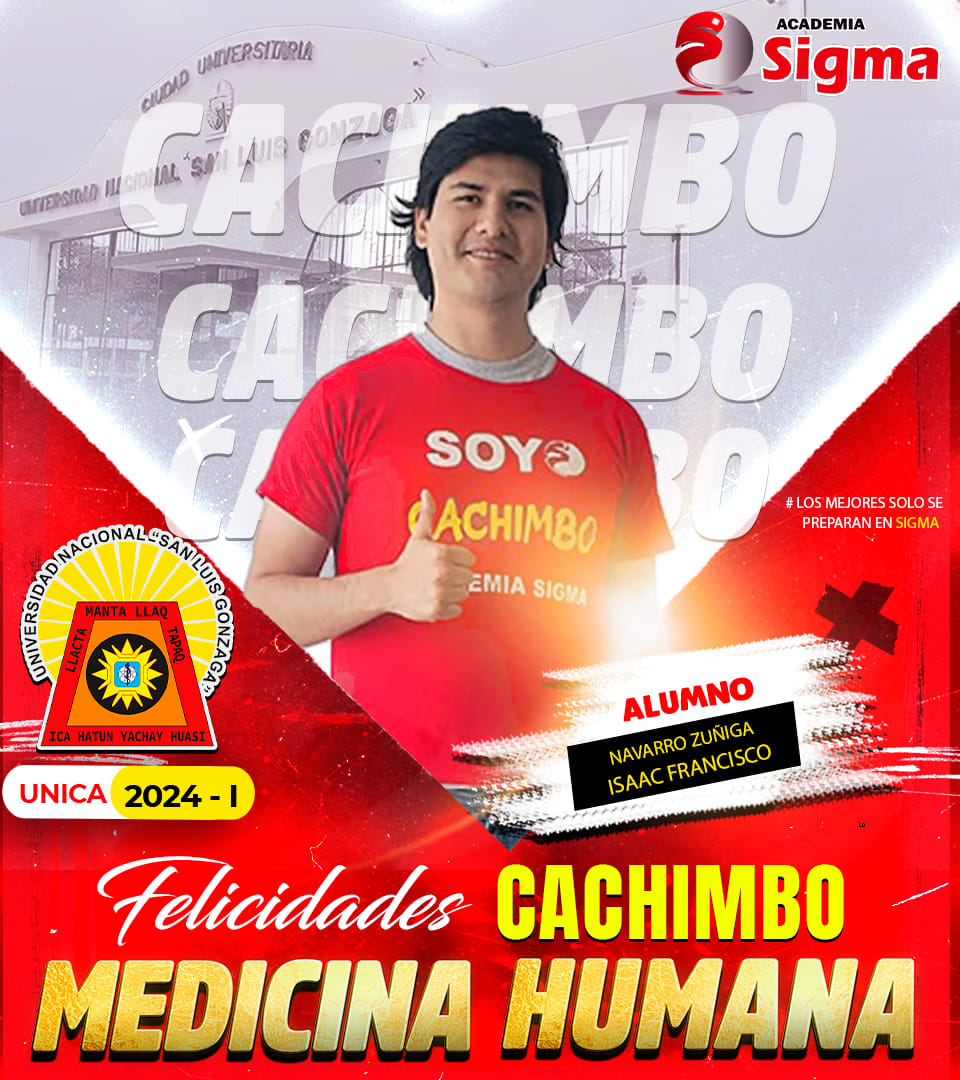 ACADEMIA
Sigma
CIUDAD UNIVERSITARIA
UNIVERSIDAD NACIONAL "SAN LUIS GONZAGA"
CACHIMBO
CACHIMBO
SOY
CACHIMBO
ACADEMIA SIGMA
# LOS MEJORES SOLO SE
PREPARAN EN SIGMA
UNIVERSIDAD NACIONAL "SAN LUIS GONZAGA"
MANTA LLAQ
LLACTA
TAPAQ
ICA HATUN YACHAY HUASI
UNICA 2024 - I
ALUMNO
NAVARRO ZUÑIGA
ISAAC FRANCISCO
Felicidades CACHIMBO
MEDICINA HUMANA